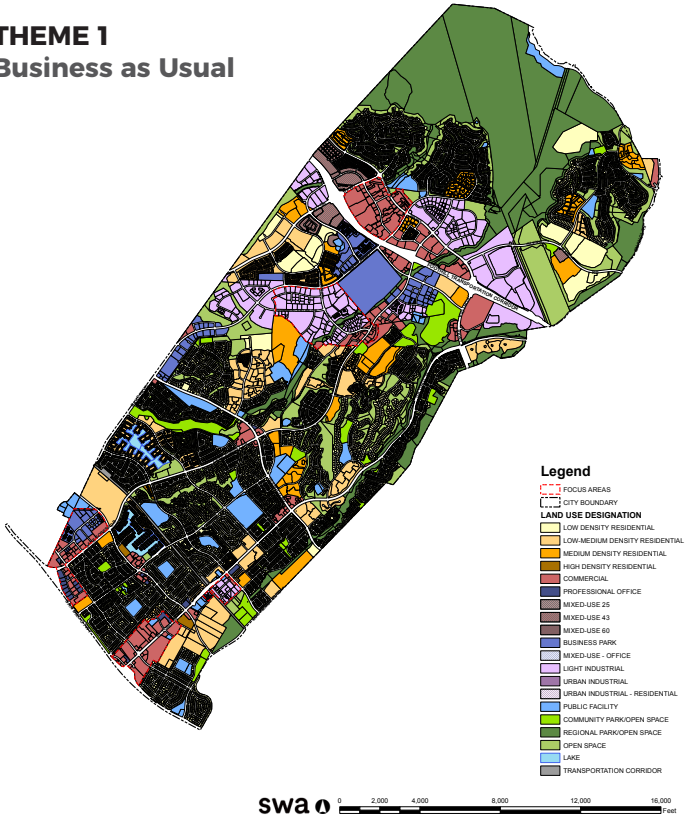 THEME 1
Business as Usual
TRANSPORTATION CORRIDOR
Legend
FOCUS AREAS
CITY BOUNDARY
LAND USE DESIGNATION
LOW DENSITY RESIDENTIAL
LOW-MEDIUM DENSITY RESIDENTIAL
MEDIUM DENSITY RESIDENTIAL
HIGH DENSITY RESIDENTIAL
COMMERCIAL
PROFESSIONAL OFFICE
MIXED-USE 25
MIXED-USE 43
MIXED-USE 60
BUSINESS PARK
MIXED-USE - OFFICE
LIGHT INDUSTRIAL
URBAN INDUSTRIAL
URBAN INDUSTRIAL - RESIDENTIAL
PUBLIC FACILITY
COMMUNITY PARK/OPEN SPACE
REGIONAL PARK/OPEN SPACE
OPEN SPACE
LAKE
TRANSPORTATION CORRIDOR
swa
0 2,000 4,000 8,000 12,000 16,000
Feet